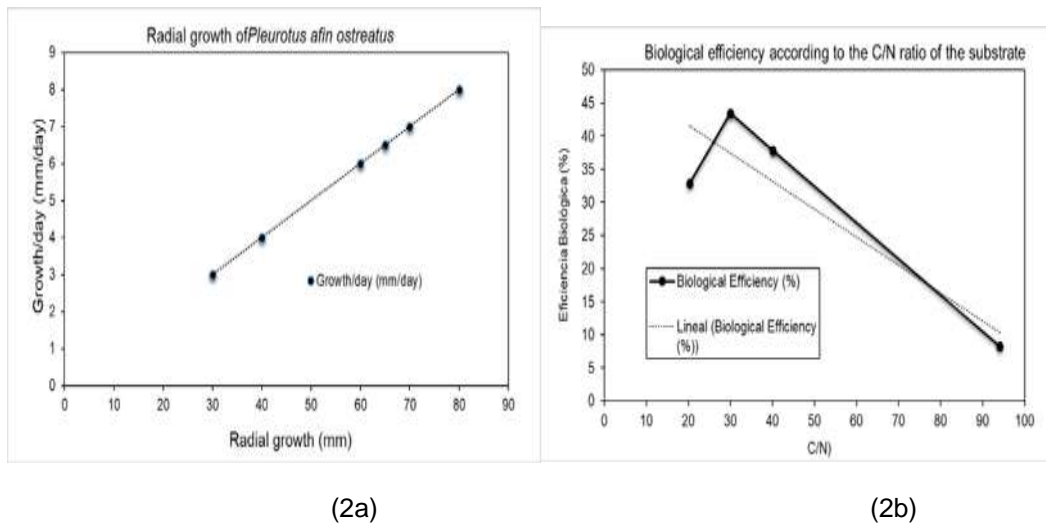 Radial growth ofPleurotus afin ostreatus
Growth/day (mm/day)
9
8
7
6
5
4
3
2
1
0
Growth/day (mm/day)
0 10 20 30 40 50 60 70 80 90
Radial growth (mm)
(2a)
Biological efficiency according to the C/N ratio of the substrate
Eficiencia Biológica (%)
50
45
40
35
30
25
20
15
10
5
0
Biological Efficiency (%)
Lineal (Biological Efficiency
(%))
0 10 20 30 40 50 60 70 80 90 100
C/N)
(2b)